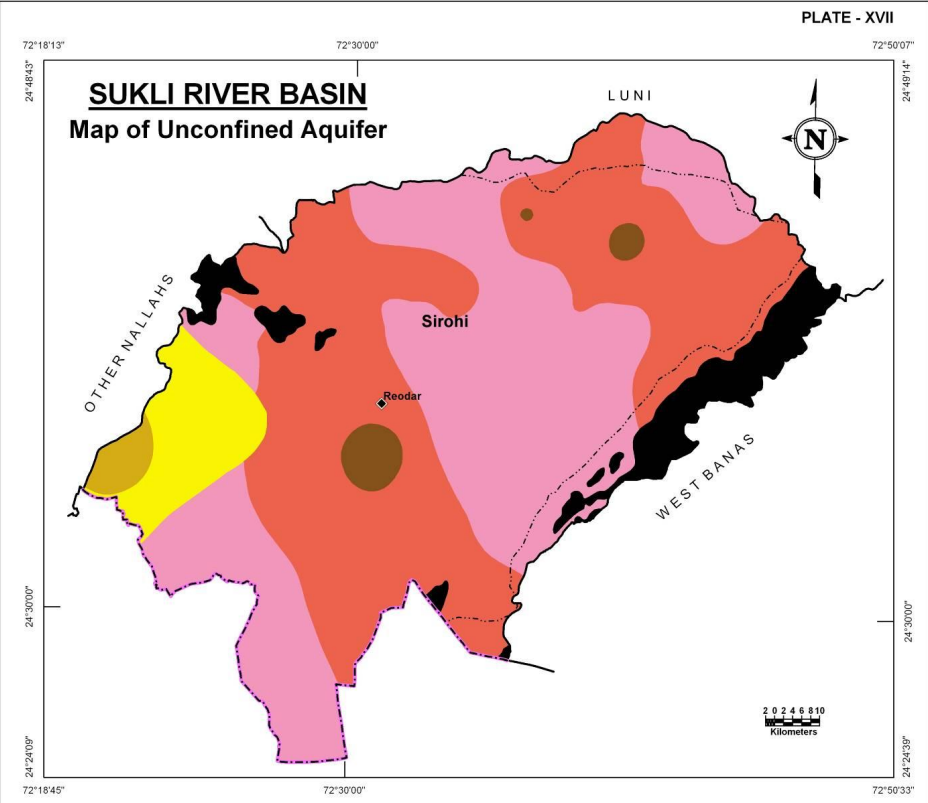 PLATE - XVII
72°18'13"
72°30'00"
72°50'07"
24°48'43"
24°49'14"
SUKLI RIVER BASIN
Map of Unconfined Aquifer
LUNI
N
OTHER NALLAHS
Sirohi
Reodar
WEST BANAS
24°30'00"
24°30'00"
2 0 2 4 6 8 10
Kilometers
24°24'09"
24°24'39"
72°18'45"
72°30'00"
72°50'33"